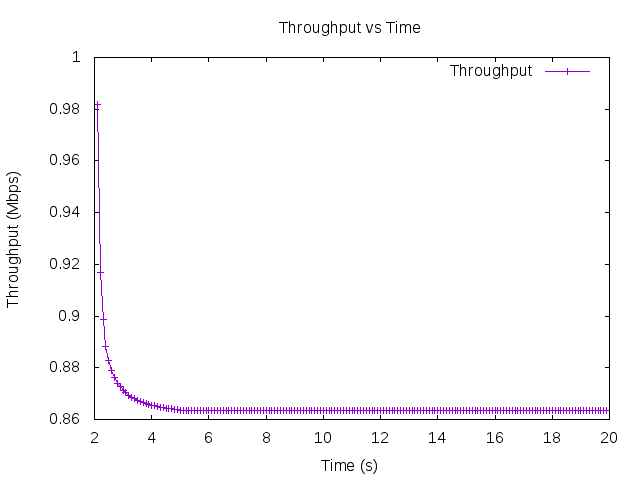 Throughput vs Time
Throughput
1
0.98
0.96
0.94
0.92
0.9
0.88
0.86
Throughput (Mbps)
2 4 6 8 10 12 14 16 18 20
Time (s)